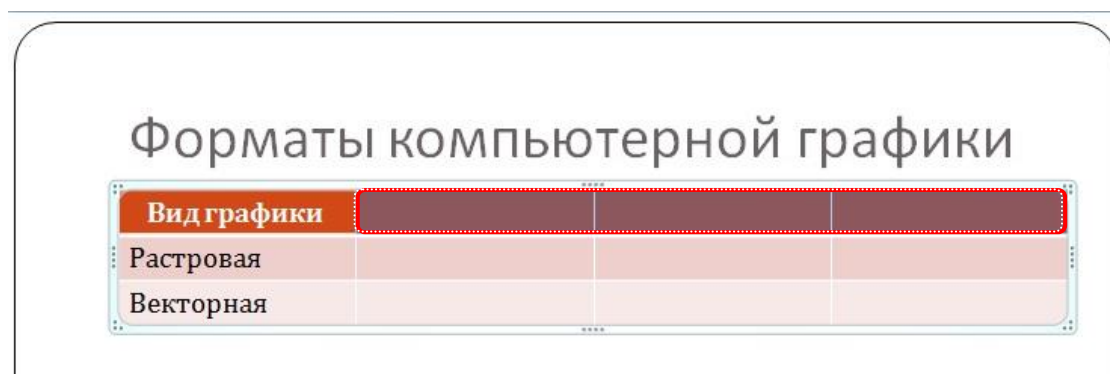 Форматы компьютерной графики
Вид графики
Растровая
Векторная